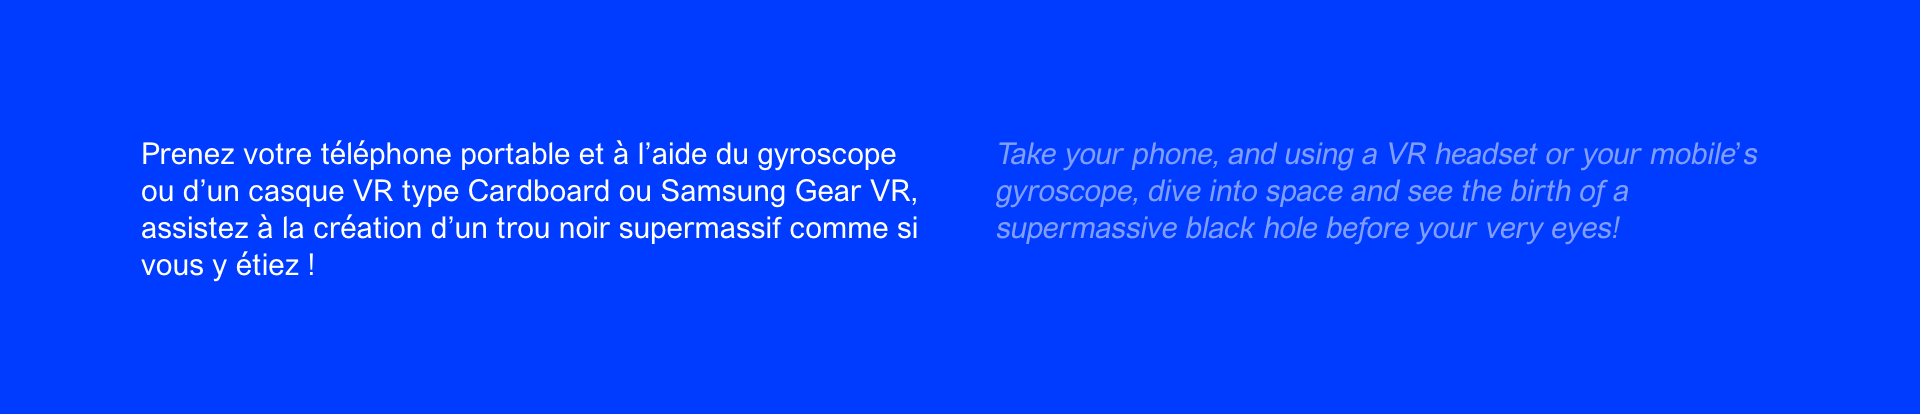 Prenez votre téléphone portable et à l’aide du gyroscope
ou d’un casque VR type Cardboard ou Samsung Gear VR,
assistez à la création d’un trou noir supermassif comme si
vous y étiez !
Take your phone, and using a VR headset or your mobile’s
gyroscope, dive into space and see the birth of a
supermassive black hole before your very eyes!